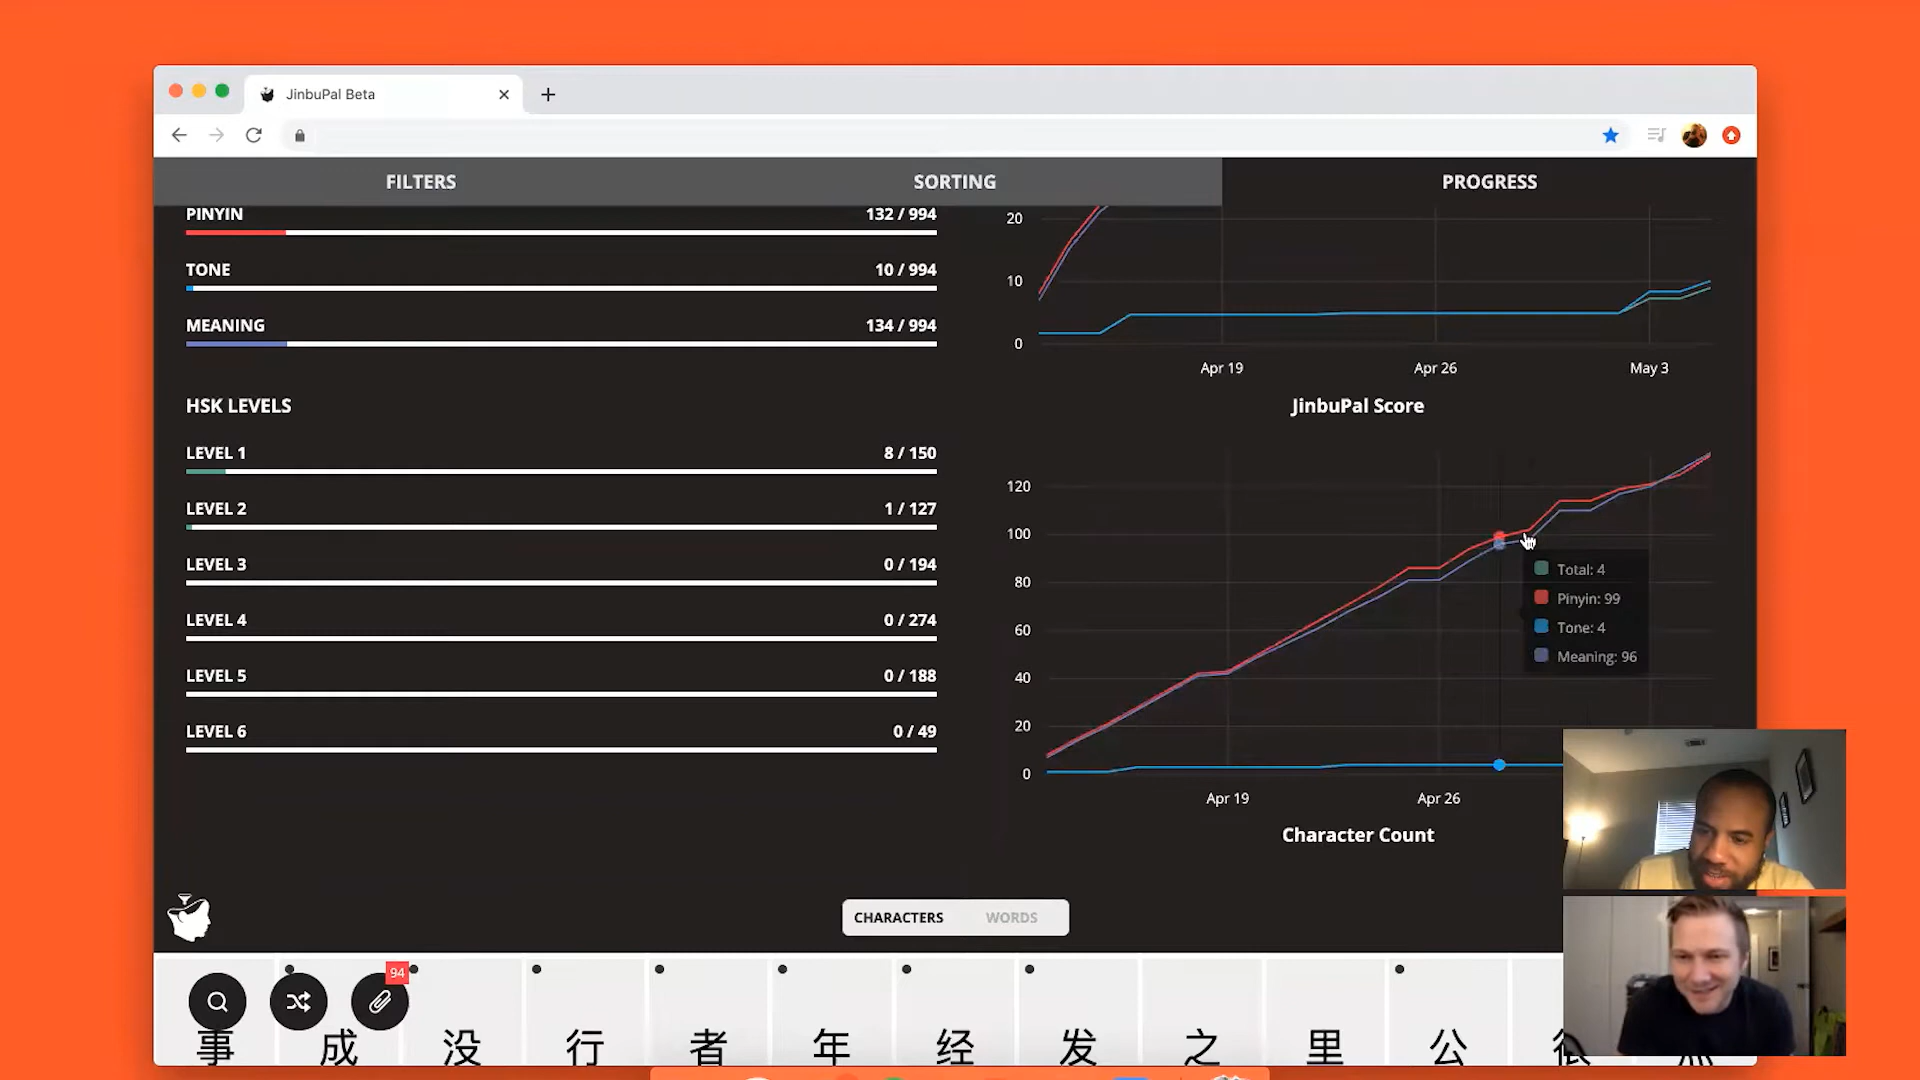 JinbuPal Beta
FILTERS
SORTING
PROGRESS
PINYIN
132 / 994
TONE
10 / 994
MEANING
134 / 994
HSK LEVELS
LEVEL 1
8 / 150
LEVEL 2
1 / 127
LEVEL 3
0 / 194
LEVEL 4
0 / 274
LEVEL 5
0 / 188
LEVEL 6
0 / 49
20
10
0
Apr 19
Apr 26
May 3
JinbuPal Score
120
100
80
60
40
20
0
Total: 4
Pinyin: 99
Tone: 4
Meaning: 96
Apr 19
Apr 26
Character Count
CHARACTERS
WORDS
94
事 成 没 行 者 年 经 发 之 里 公